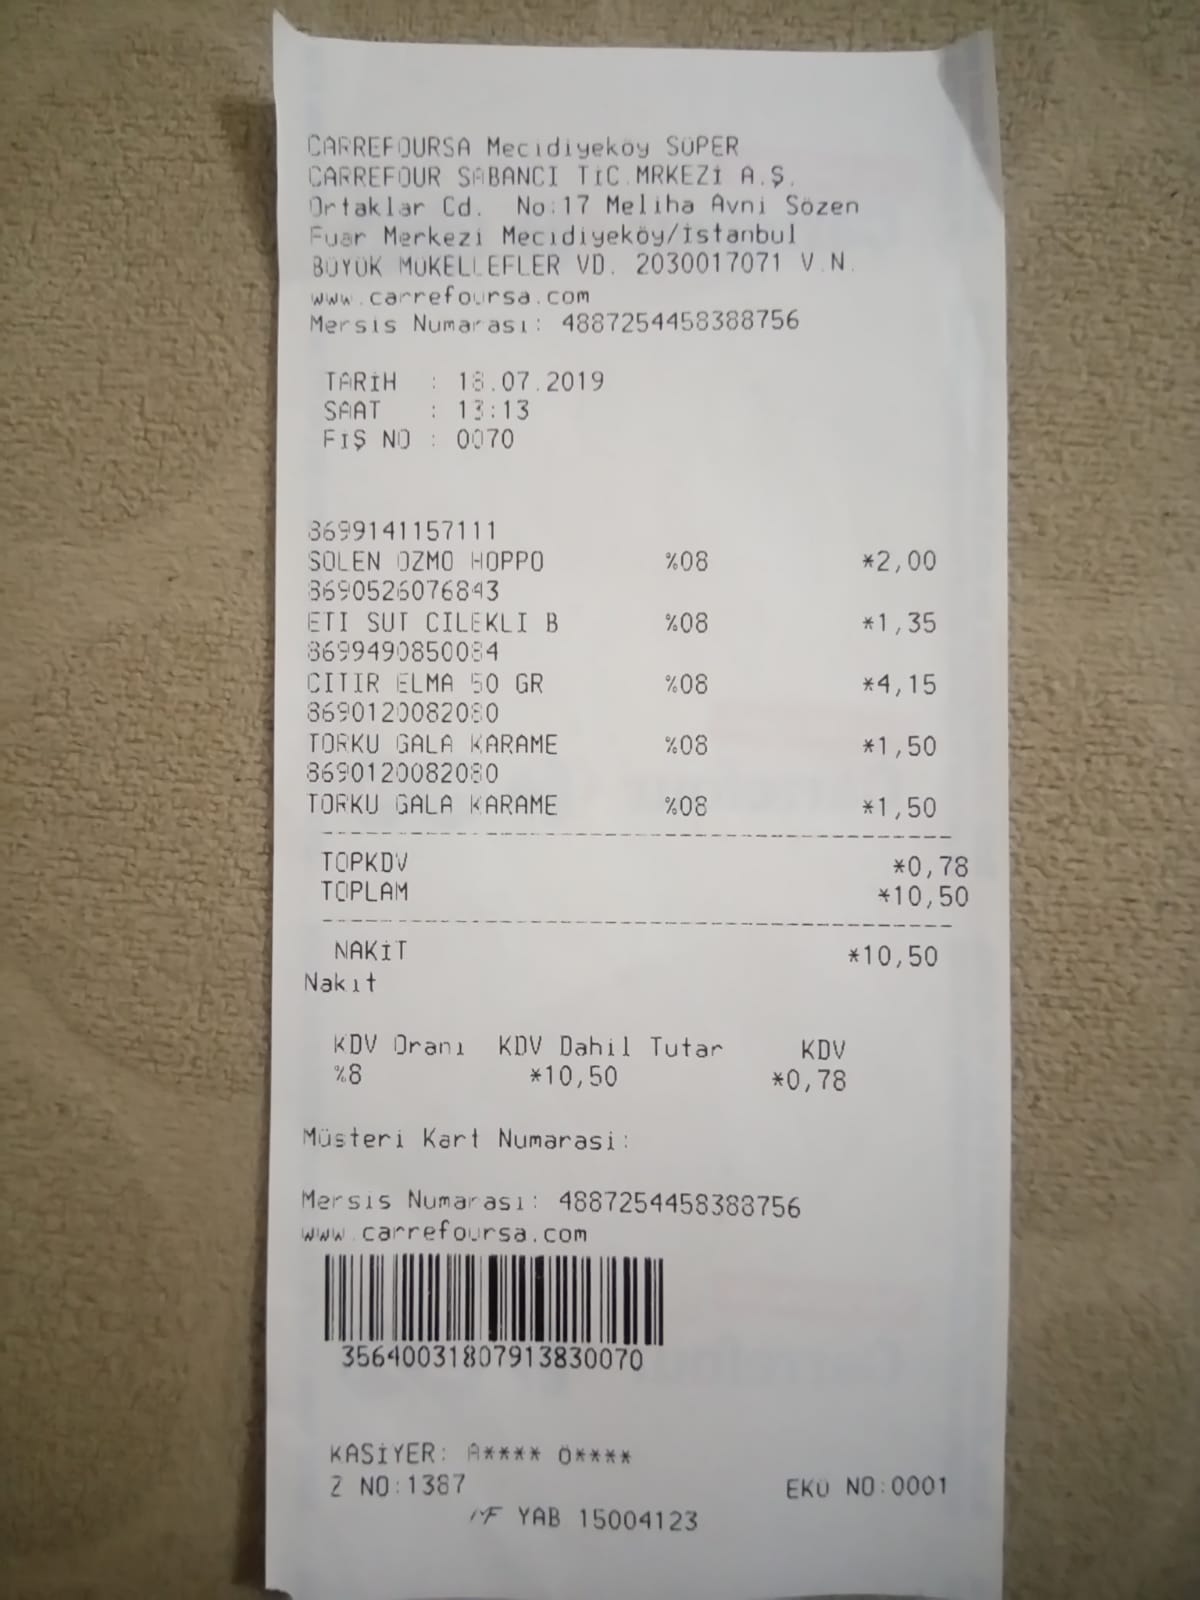 CARREFOURSA Mecidiyeköy SÜPER
CARREFOUR SABANCI TİC.MRKEZİ A.Ş.
Ortaklar Cd. No:17 Meliha Avni Sözen
Fuar Merkezi Mecidiyeköy/İstanbul
BÜYÜK MÜKELLEFLER VD. 2030017071 V.N.
www.carrefoursa.com
Mersis Numarası: 4887254458388756
TARİH : 18.07.2019
SAAT : 13:13
FİŞ NO : 0070
8699141157111
SOLEN OZMO HOPPO %08 *2,00
8690526076843
ETI SUT CILEKLI B %08 *1,35
8699490850084
CITIR ELMA 50 GR %08 *4,15
8690120082080
TORKU GALA KARAME %08 *1,50
8690120082080
TORKU GALA KARAME %08 *1,50
TOPKDV *0,78
TOPLAM *10,50
NAKİT *10,50
Nakıt
KDV Oranı KDV Dahil Tutar KDV
%8 *10,50 *0,78
Müsteri Kart Numarasi:
Mersis Numarası: 4887254458388756
www.carrefoursa.com
35640031807913830070
KASİYER: A**** Ö****
Z NO:1387 EKÜ NO:0001
MF YAB 15004123